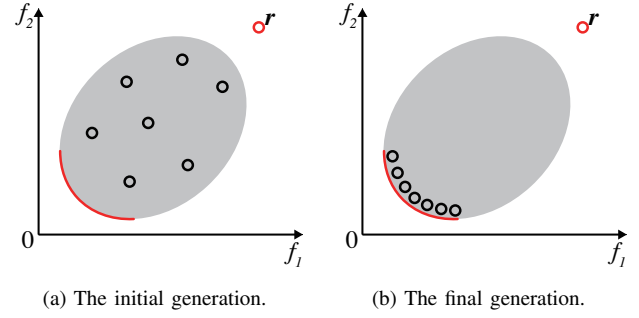 f2 r f2 r
0 f1 0 f1
(a) The initial generation. (b) The final generation.